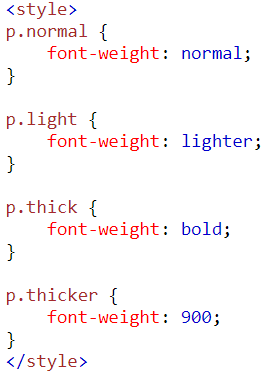 <style>
p.normal {
    font-weight: normal;
}

p.light {
    font-weight: lighter;
}

p.thick {
    font-weight: bold;
}

p.thicker {
    font-weight: 900;
}
</style>